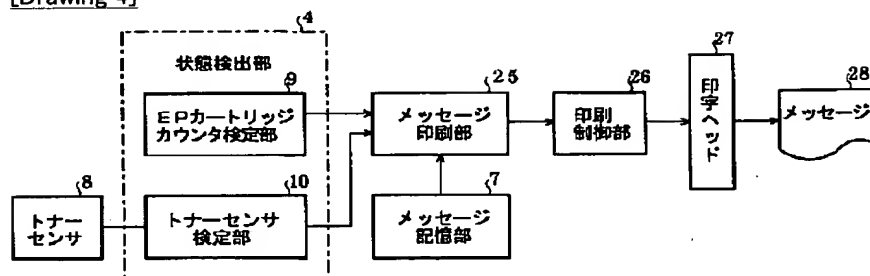 [Drawing 4]
4
状態検出部
9
EPカートリッジ
カウンタ検定部
25
メッセージ
印刷部
26
印刷
制御部
27
印字ヘッド
28
メッセージ
8
トナー
センサ
10
トナーセンサ
検定部
7
メッセージ
記憶部